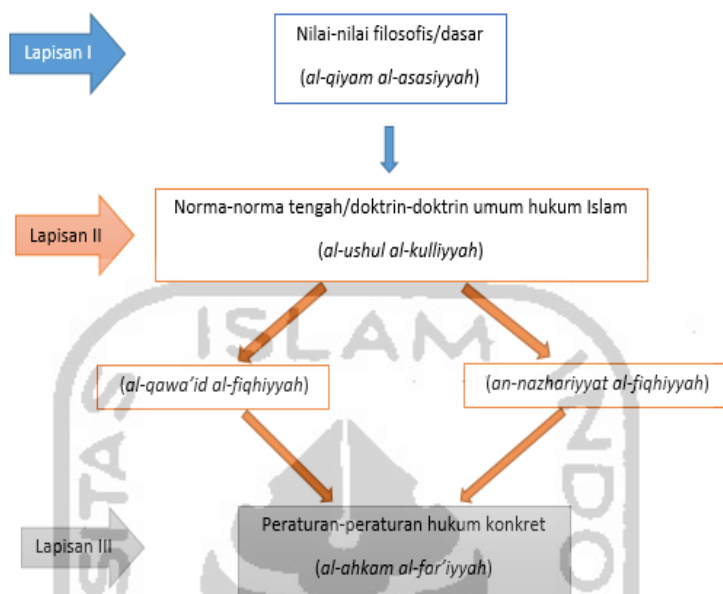 Lapisan I
Nilai-nilai filosofis/dasar
(al-qiyam al-asasiyyah)
Lapisan II
Norma-norma tengah/doktrin-doktrin umum hukum Islam
(al-ushul al-kulliyyah)
ISLAM
(al-qawa'id al-fiqhiyyah)
(an-nazhariyyat al-fiqhiyyah)
SITAS
INDO
Lapisan III
Peraturan-peraturan hukum konkret
(al-ahkam al-far'iyyah)